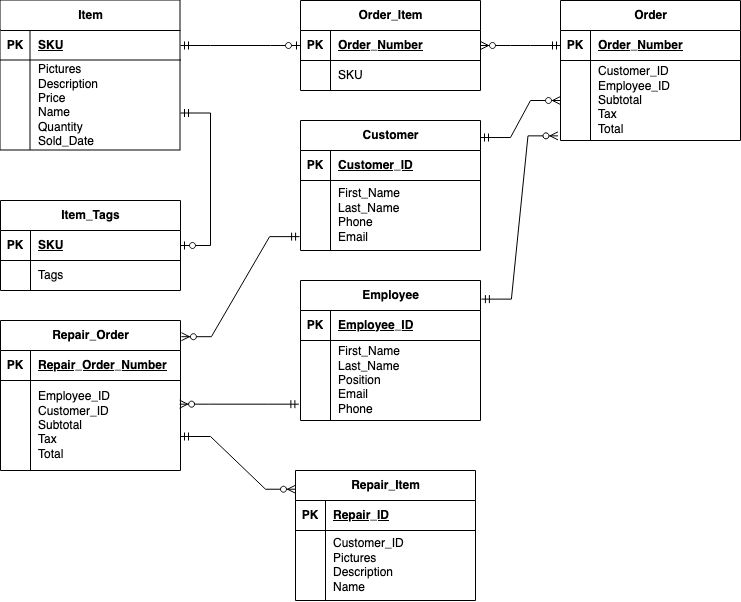 Item
PK SKU
Pictures
Description
Price
Name
Quantity
Sold_Date
Order_Item
PK Order_Number
SKU
Order
PK Order_Number
Customer_ID
Employee_ID
Subtotal
Tax
Total
Customer
PK Customer_ID
First_Name
Last_Name
Phone
Email
Item_Tags
PK SKU
Tags
Employee
PK Employee_ID
First_Name
Last_Name
Position
Email
Phone
Repair_Order
PK Repair_Order_Number
Employee_ID
Customer_ID
Subtotal
Tax
Total
Repair_Item
PK Repair_ID
Customer_ID
Pictures
Description
Name